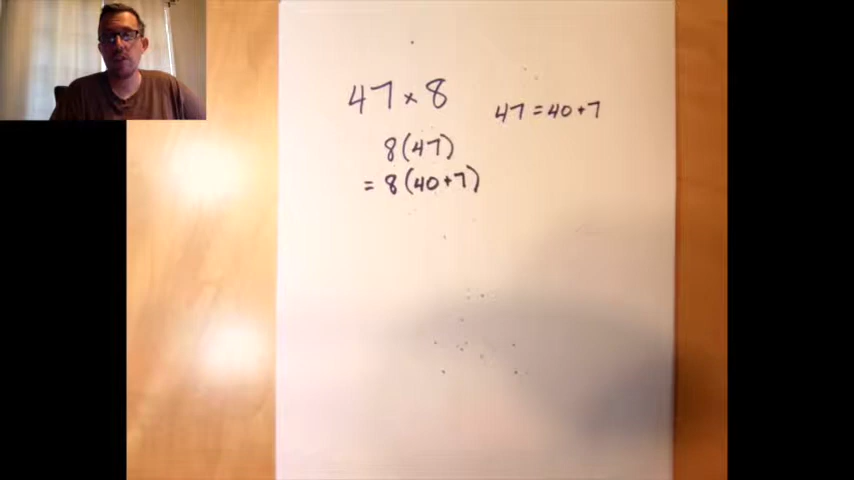 47 × 8
47 = 40 + 7
8(47)
= 8(40+7)